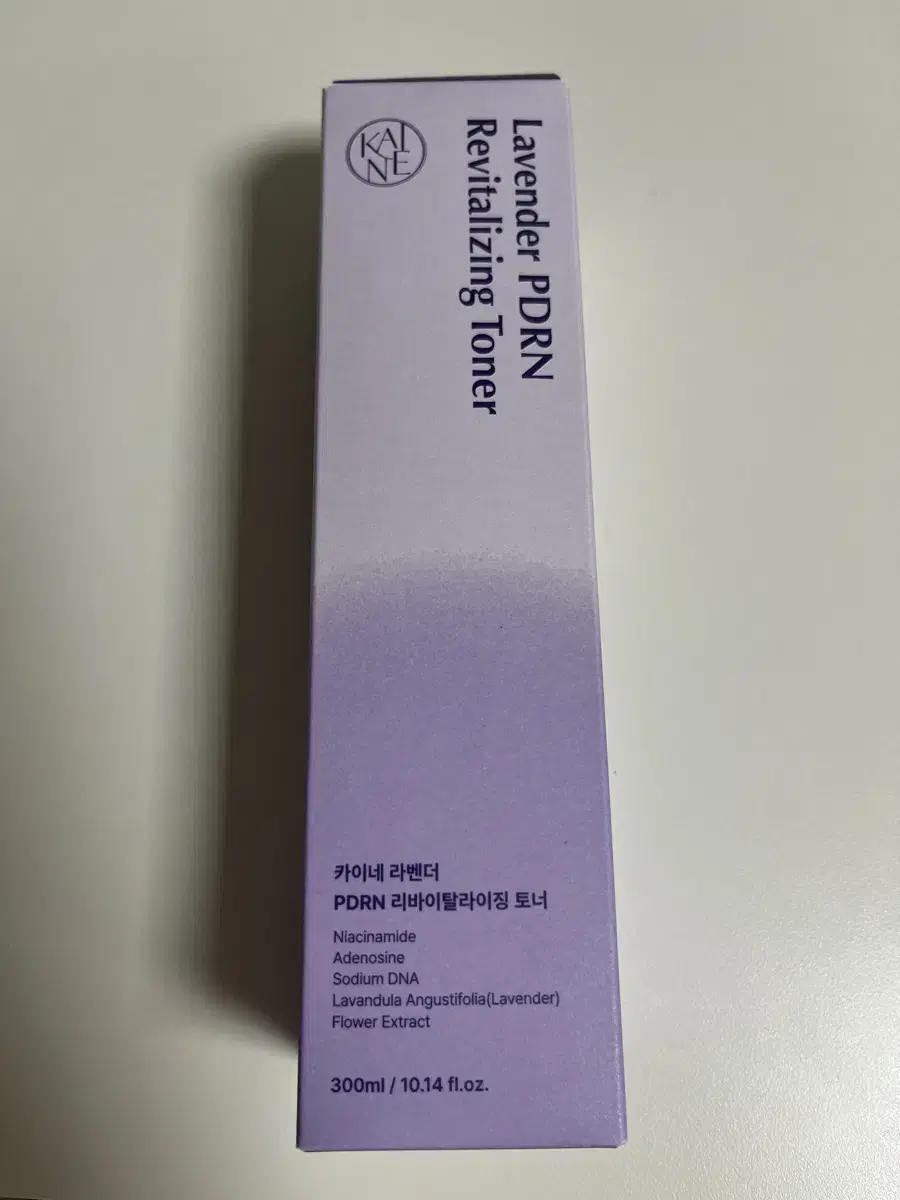 KAINE
Lavender PDRN
Revitalizing Toner
카이네 라벤더
PDRN 리바이탈라이징 토너
Niacinamide
Adenosine
Sodium DNA
Lavandula Angustifolia(Lavender)
Flower Extract
300ml / 10.14 fl.oz.